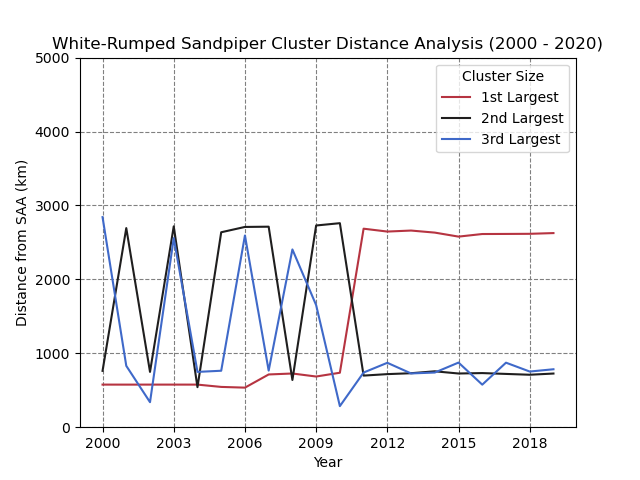 White-Rumped Sandpiper Cluster Distance Analysis (2000 - 2020)
Cluster Size
1st Largest
2nd Largest
3rd Largest
Distance from SAA (km)
5000
4000
3000
2000
1000
0
2000 2003 2006 2009 2012 2015 2018
Year